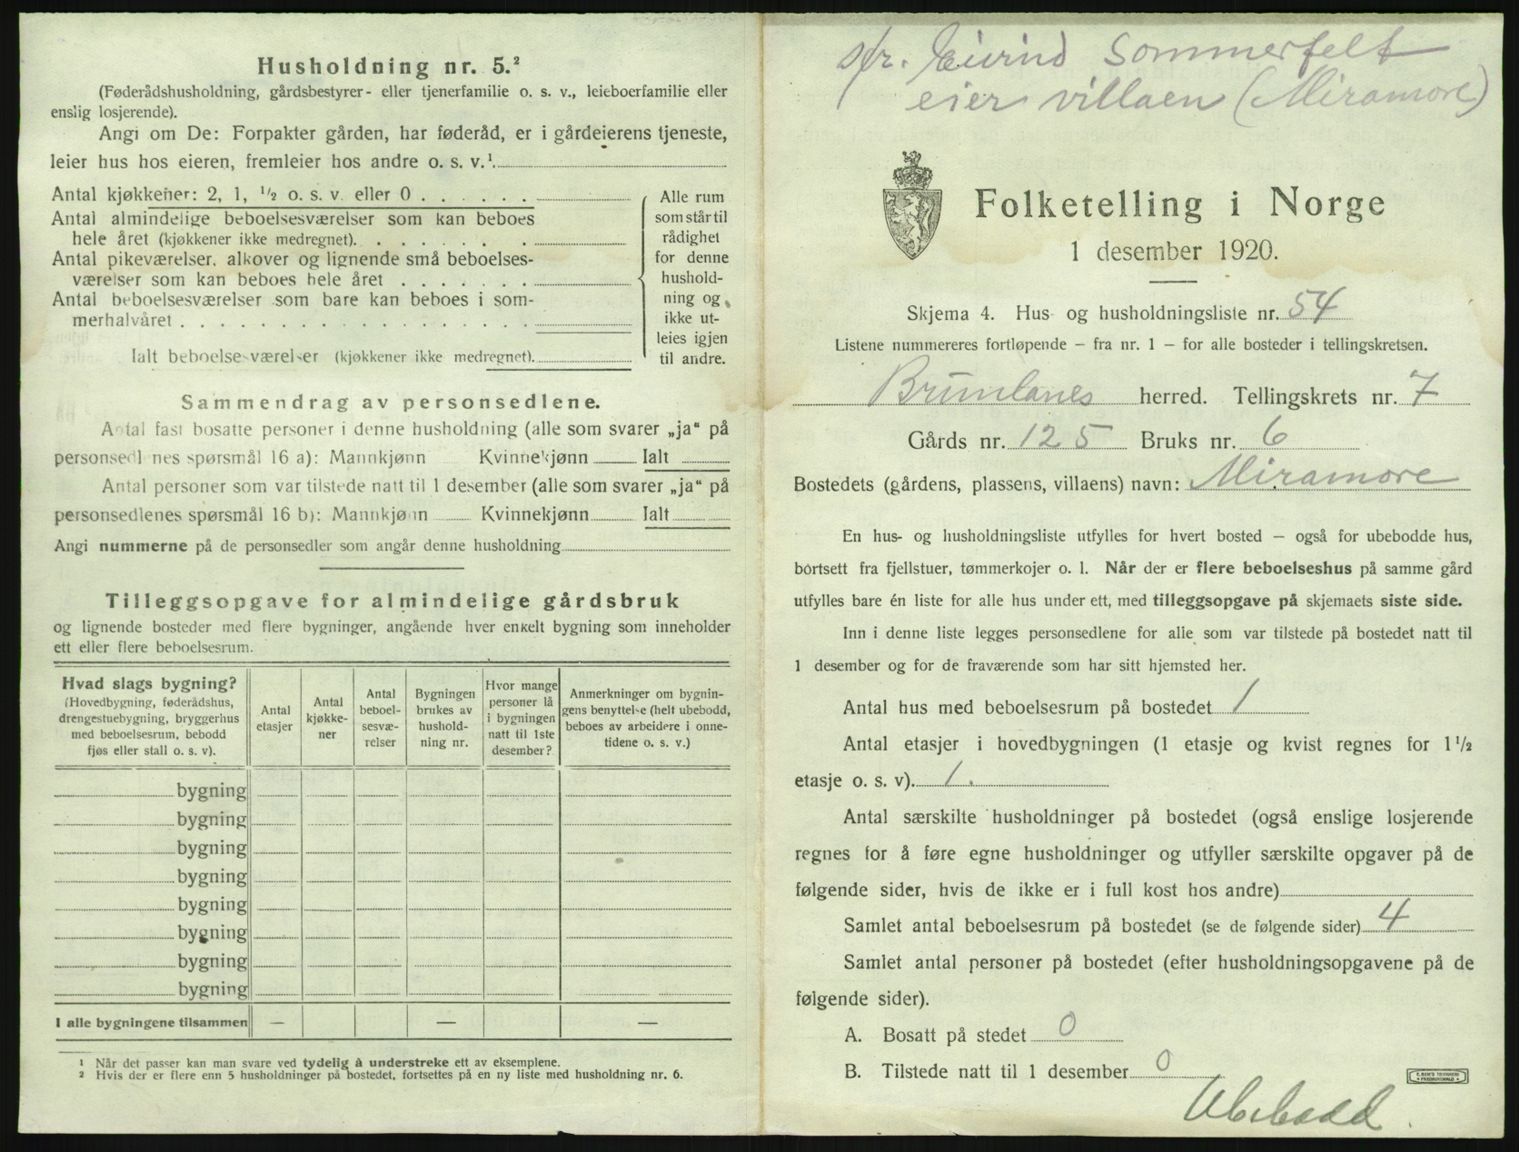 Husholdning nr. 5.²
(Føderådshusholdning, gårdsbestyrer- eller tjenerfamilie o. s. v., leieboerfamilie eller
enslig losjerende).
Angi om De: Forpakter gården, har føderåd, er i gårdeierens tjeneste,
leier hus hos eieren, fremleier hos andre o. s. v.¹
Antal kjøkkener: 2, 1, ½ o. s. v. eller 0
Antal almindelige beboelsesværelser som kan beboes
hele året (kjøkkener ikke medregnet).
Antal pikeværelser, alkover og lignende små beboelses-
værelser som kan beboes hele året
Antal beboelsesværelser som bare kan beboes i som-
merhalvåret
Ialt beboelsesværelser (kjøkkener ikke medregnet).
Alle rum
som står til
rådighet
for denne
hushold-
ning og
ikke ut-
leies igjen
til andre.
Sammendrag av personsedlene.
Antal fast bosatte personer i denne husholdning (alle som svarer „ja“ på
personsedlenes spørsmål 16 a): Mannkjønn Kvinnekjønn Ialt
Antal personer som var tilstede natt til 1 desember (alle som svarer „ja“ på
personsedlenes spørsmål 16 b): Mannkjønn Kvinnekjønn Ialt
Angi nummerne på de personsedler som angår denne husholdning
Tilleggsopgave for almindelige gårdsbruk
og lignende bosteder med flere bygninger, angående hver enkelt bygning som inneholder
ett eller flere beboelsesrum.
Hvad slags bygning?
(Hovedbygning, føderådshus,
drengestuebygning, bryggerhus
med beboelsesrum, bebodd
fjøs eller stall o. s. v).
Antal
etasjer
Antal
kjøkke-
ner
Antal
beboel-
sesvæ-
relser
Bygningen
brukes av
hushold-
ning nr.
Hvor mange
personer lå
i bygningen
natt til 1ste
desember?
Anmerkninger om bygnin-
gens benyttelse (helt ubebodd,
beboes av arbeidere i onne-
tidene o. s. v.)
bygning
bygning
bygning
bygning
bygning
bygning
bygning
bygning
I alle bygningene tilsammen — — —
¹ Når det passer kan man svare ved tydelig å understreke ett av eksemplene.
² Hvis der er flere enn 5 husholdninger på bostedet, fortsettes på en ny liste med husholdning nr. 6.
Eivind Sommerfelt
eier villaen (Miramore)
Folketelling i Norge
1 desember 1920.
Skjema 4. Hus- og husholdningsliste nr. 54
Listene nummereres fortløpende – fra nr. 1 – for alle bosteder i tellingskretsen.
Brunlanes herred. Tellingskrets nr. 7
Gårds nr. 125 Bruks nr. 6
Bostedets (gårdens, plassens, villaens) navn: Miramore
En hus- og husholdningsliste utfylles for hvert bosted – også for ubebodde hus,
bortsett fra fjellstuer, tømmerkojer o. l. Når der er flere beboelseshus på samme gård
utfylles bare én liste for alle hus under ett, med tilleggsopgave på skjemaets siste side.
Inn i denne liste legges personsedlene for alle som var tilstede på bostedet natt til
1 desember og for de fraværende som har sitt hjemsted her.
Antal hus med beboelsesrum på bostedet 1
Antal etasjer i hovedbygningen (1 etasje og kvist regnes for 1½
etasje o. s. v). 1.
Antal særskilte husholdninger på bostedet (også enslige losjerende
regnes for å føre egne husholdninger og utfyller særskilte opgaver på de
følgende sider, hvis de ikke er i full kost hos andre)
Samlet antal beboelsesrum på bostedet (se de følgende sider) 4
Samlet antal personer på bostedet (efter husholdningsopgavene på de
følgende sider).
A. Bosatt på stedet 0
B. Tilstede natt til 1 desember 0
Ubebodd.